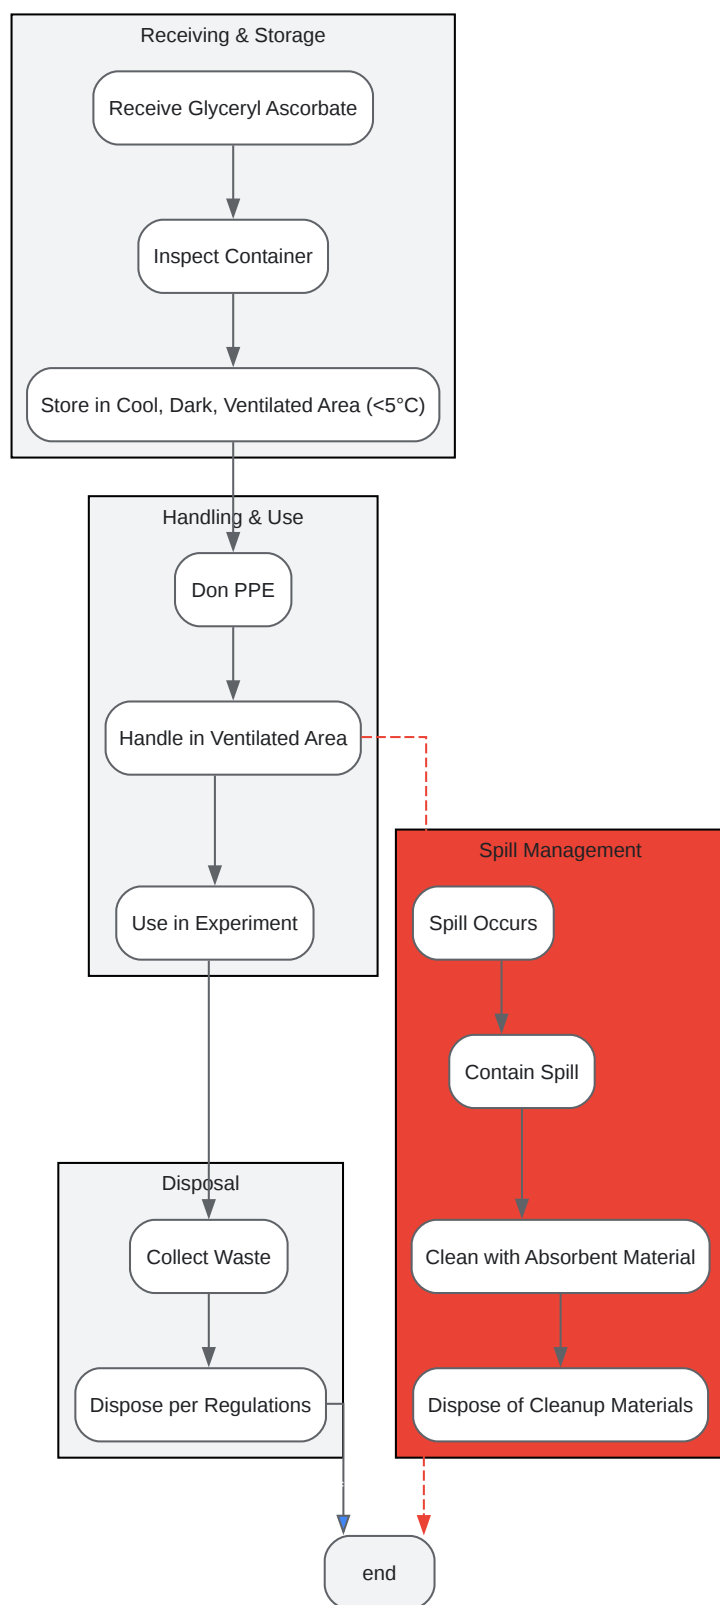 Receiving & Storage
Receive Glyceryl Ascorbate
Inspect Container
Store in Cool, Dark, Ventilated Area (<5°C)
Handling & Use
Don PPE
Handle in Ventilated Area
Use in Experiment
Spill Management
Spill Occurs
Contain Spill
Clean with Absorbent Material
Dispose of Cleanup Materials
Disposal
Collect Waste
Dispose per Regulations
end